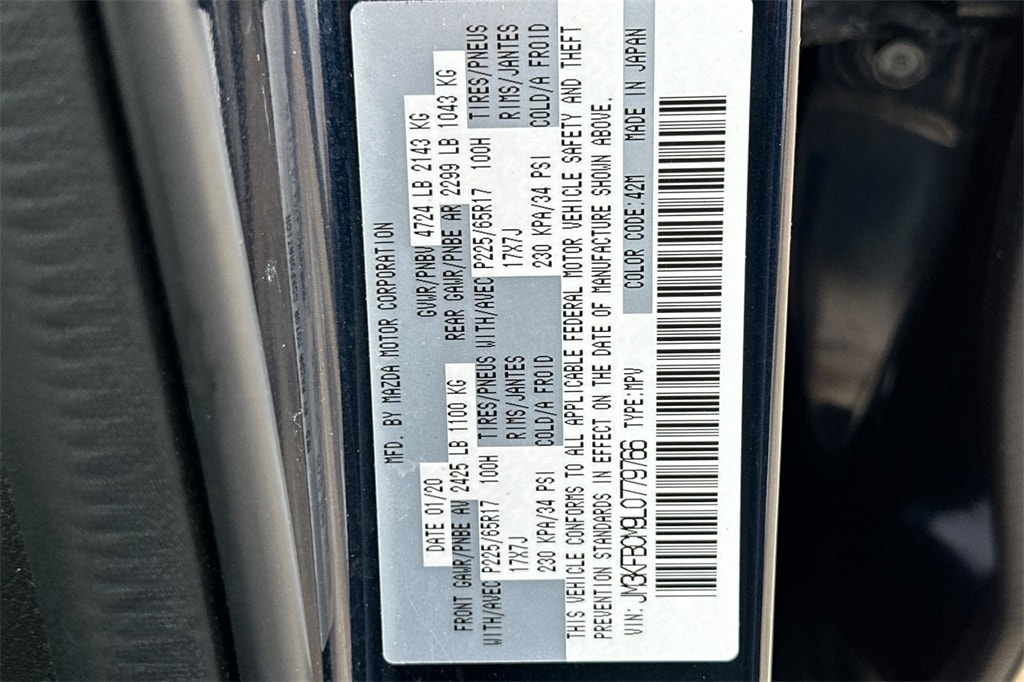 MFD. BY MAZDA MOTOR CORPORATION
DATE 01/20 GVWR/PNBV 4724 LB 2143 KG
FRONT GAWR/PNBE AV 2425 LB 1100 KG REAR GAWR/PNBE AR 2299 LB 1043 KG
WITH/AVEC P225/65R17 100H TIRES/PNEUS WITH/AVEC P225/65R17 100H TIRES/PNEUS
17X7J RIMS/JANTES 17X7J RIMS/JANTES
230 KPA/34 PSI COLD/A FROID 230 KPA/34 PSI COLD/A FROID
THIS VEHICLE CONFORMS TO ALL APPLICABLE FEDERAL MOTOR VEHICLE SAFETY AND THEFT
PREVENTION STANDARDS IN EFFECT ON THE DATE OF MANUFACTURE SHOWN ABOVE.
VIN: JM3KFBCM9L0779766 TYPE:MPV COLOR CODE:42M MADE IN JAPAN